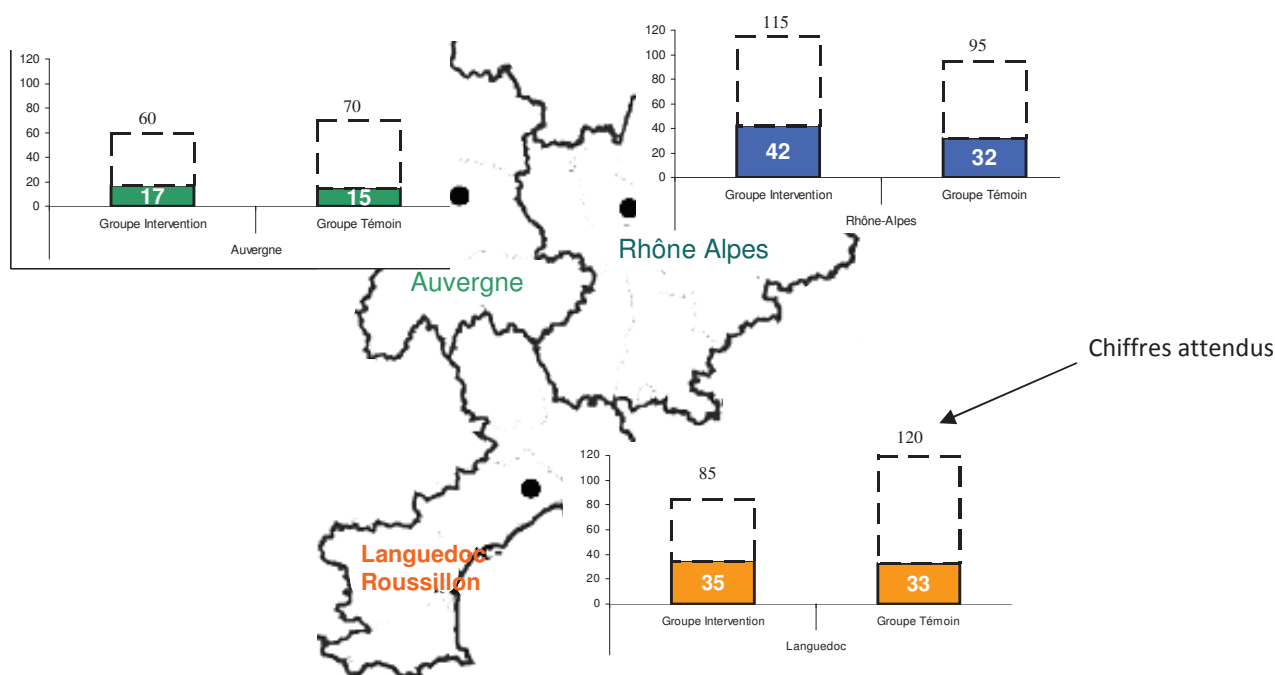 120
100
80
60
40
20
0
60
70
17
15
Groupe Intervention
Groupe Témoin
Auvergne
120
100
80
60
40
20
0
115
95
42
32
Groupe Intervention
Groupe Témoin
Rhône-Alpes
Rhône Alpes
Auvergne
Chiffres attendus
120
100
80
60
40
20
0
85
120
35
33
Groupe Intervention
Groupe Témoin
Languedoc
Languedoc
Roussillon